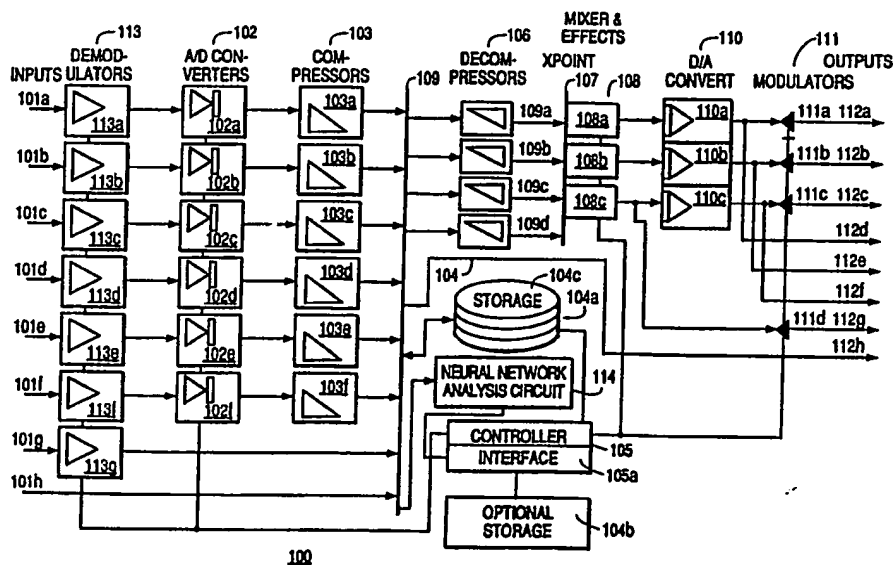 113
DEMOD-
ULATORS
102
A/D CON-
VERTERS
103
COM-
PRESSORS
106
DECOM-
PRESSORS
MIXER &
EFFECTS
XPOINT
108
110
D/A
CONVERT
111
MODULATORS
OUTPUTS
INPUTS
109
107
101a
113a
102a
103a
109a
108a
110a
111a
112a
101b
113b
102b
103b
109b
108b
110b
111b
112b
101c
113c
102c
103c
109c
108c
110c
111c
112c
109d
112d
101d
113d
102d
103d
104
104c
STORAGE
104a
112e
112f
101e
113e
102e
103e
111d
112g
112h
101f
113f
102f
103f
NEURAL NETWORK
ANALYSIS CIRCUIT
114
101g
113g
CONTROLLER
105
INTERFACE
105a
101h
OPTIONAL
STORAGE
104b
100